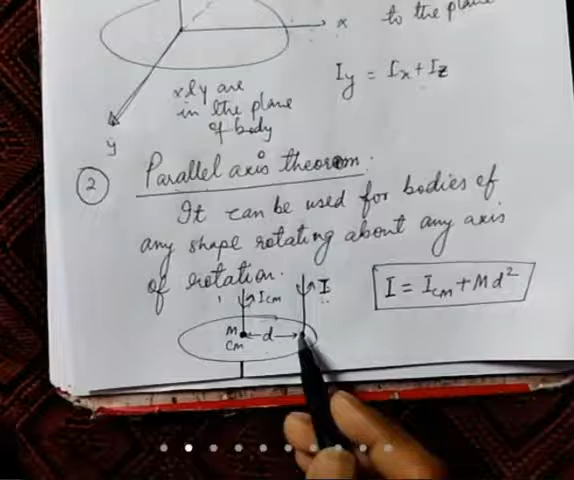 x
to the plane
x & y are
in the plane
of body
Iy = Ix + Iz
y
2 Parallel axis theorem.
It can be used for bodies of
any shape rotating about any axis
of rotation.
Icm I
I = Icm + Md²
M d
cm